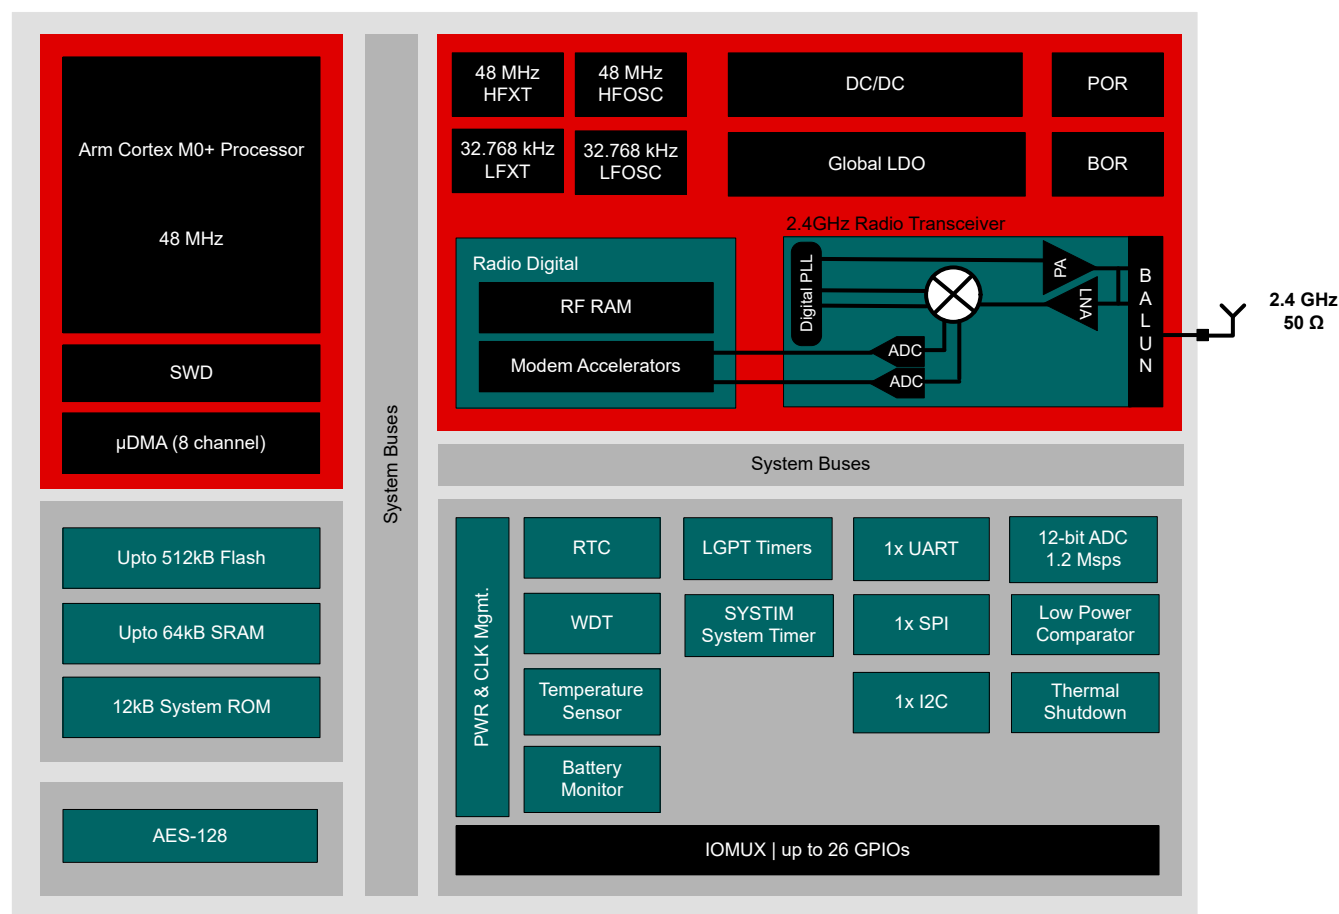 Arm Cortex M0+ Processor
48 MHz
SWD
µDMA (8 channel)
Upto 512kB Flash
Upto 64kB SRAM
12kB System ROM
AES-128
System Buses
48 MHz
HFXT
48 MHz
HFOSC
32.768 kHz
LFXT
32.768 kHz
LFOSC
DC/DC
POR
Global LDO
BOR
Radio Digital
RF RAM
Modem Accelerators
2.4GHz Radio Transceiver
Digital PLL
PA
LNA
ADC
ADC
BALUN
2.4 GHz
50 Ω
System Buses
PWR & CLK Mgmt.
RTC
WDT
Temperature
Sensor
Battery
Monitor
LGPT Timers
SYSTIM
System Timer
1x UART
1x SPI
1x I2C
12-bit ADC
1.2 Msps
Low Power
Comparator
Thermal
Shutdown
IOMUX | up to 26 GPIOs